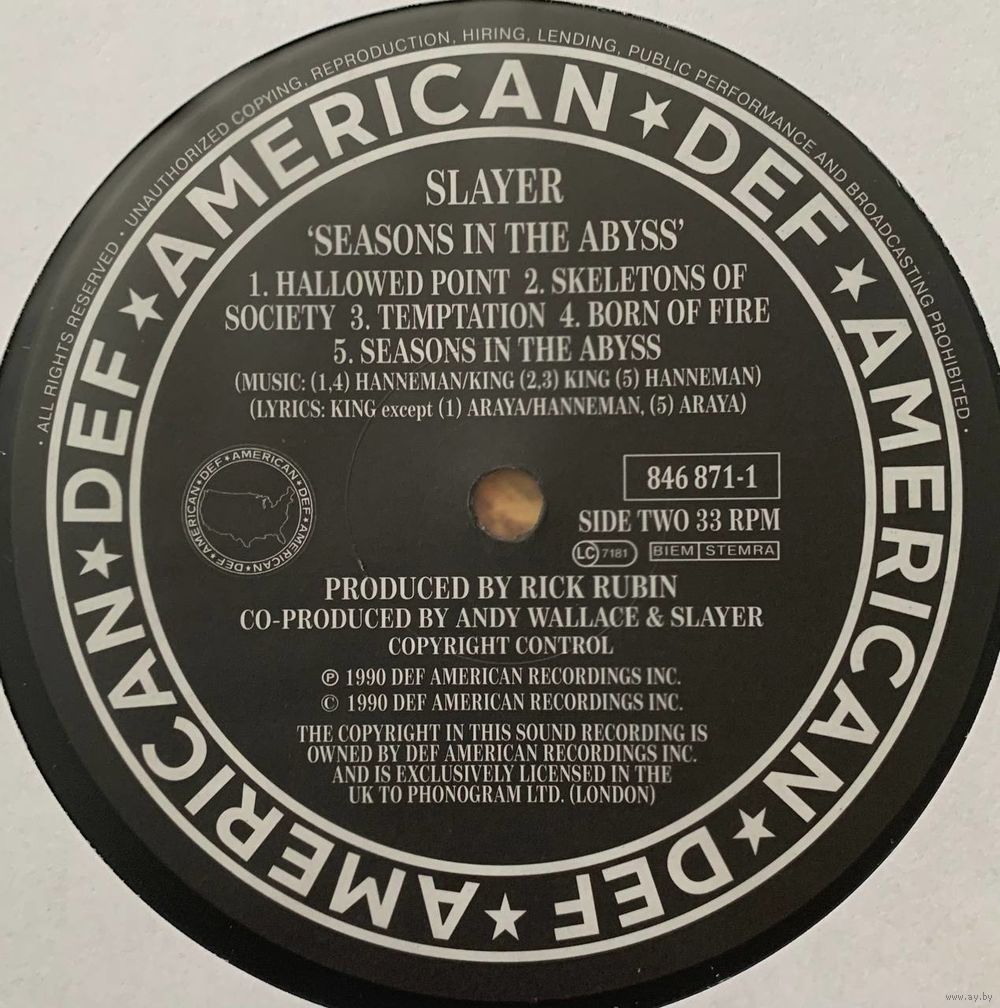 • ALL RIGHTS RESERVED • UNAUTHORIZED COPYING, REPRODUCTION, HIRING, LENDING, PUBLIC PERFORMANCE AND BROADCASTING PROHIBITED •
AMERICAN ★ DEF ★ AMERICAN ★ DEF ★ AMERICAN ★ DEF ★
SLAYER
‘SEASONS IN THE ABYSS’
1. HALLOWED POINT 2. SKELETONS OF
SOCIETY 3. TEMPTATION 4. BORN OF FIRE
5. SEASONS IN THE ABYSS
(MUSIC: (1,4) HANNEMAN/KING (2,3) KING (5) HANNEMAN)
(LYRICS: KING except (1) ARAYA/HANNEMAN, (5) ARAYA)
AMERICAN ★ DEF ★ AMERICAN ★ DEF ★ AMERICAN ★ DEF ★
846 871-1
SIDE TWO 33 RPM
LC 7181 BIEM STEMRA
PRODUCED BY RICK RUBIN
CO-PRODUCED BY ANDY WALLACE & SLAYER
COPYRIGHT CONTROL
℗ 1990 DEF AMERICAN RECORDINGS INC.
© 1990 DEF AMERICAN RECORDINGS INC.
THE COPYRIGHT IN THIS SOUND RECORDING IS
OWNED BY DEF AMERICAN RECORDINGS INC.
AND IS EXCLUSIVELY LICENSED IN THE
UK TO PHONOGRAM LTD. (LONDON)
www.ay.by